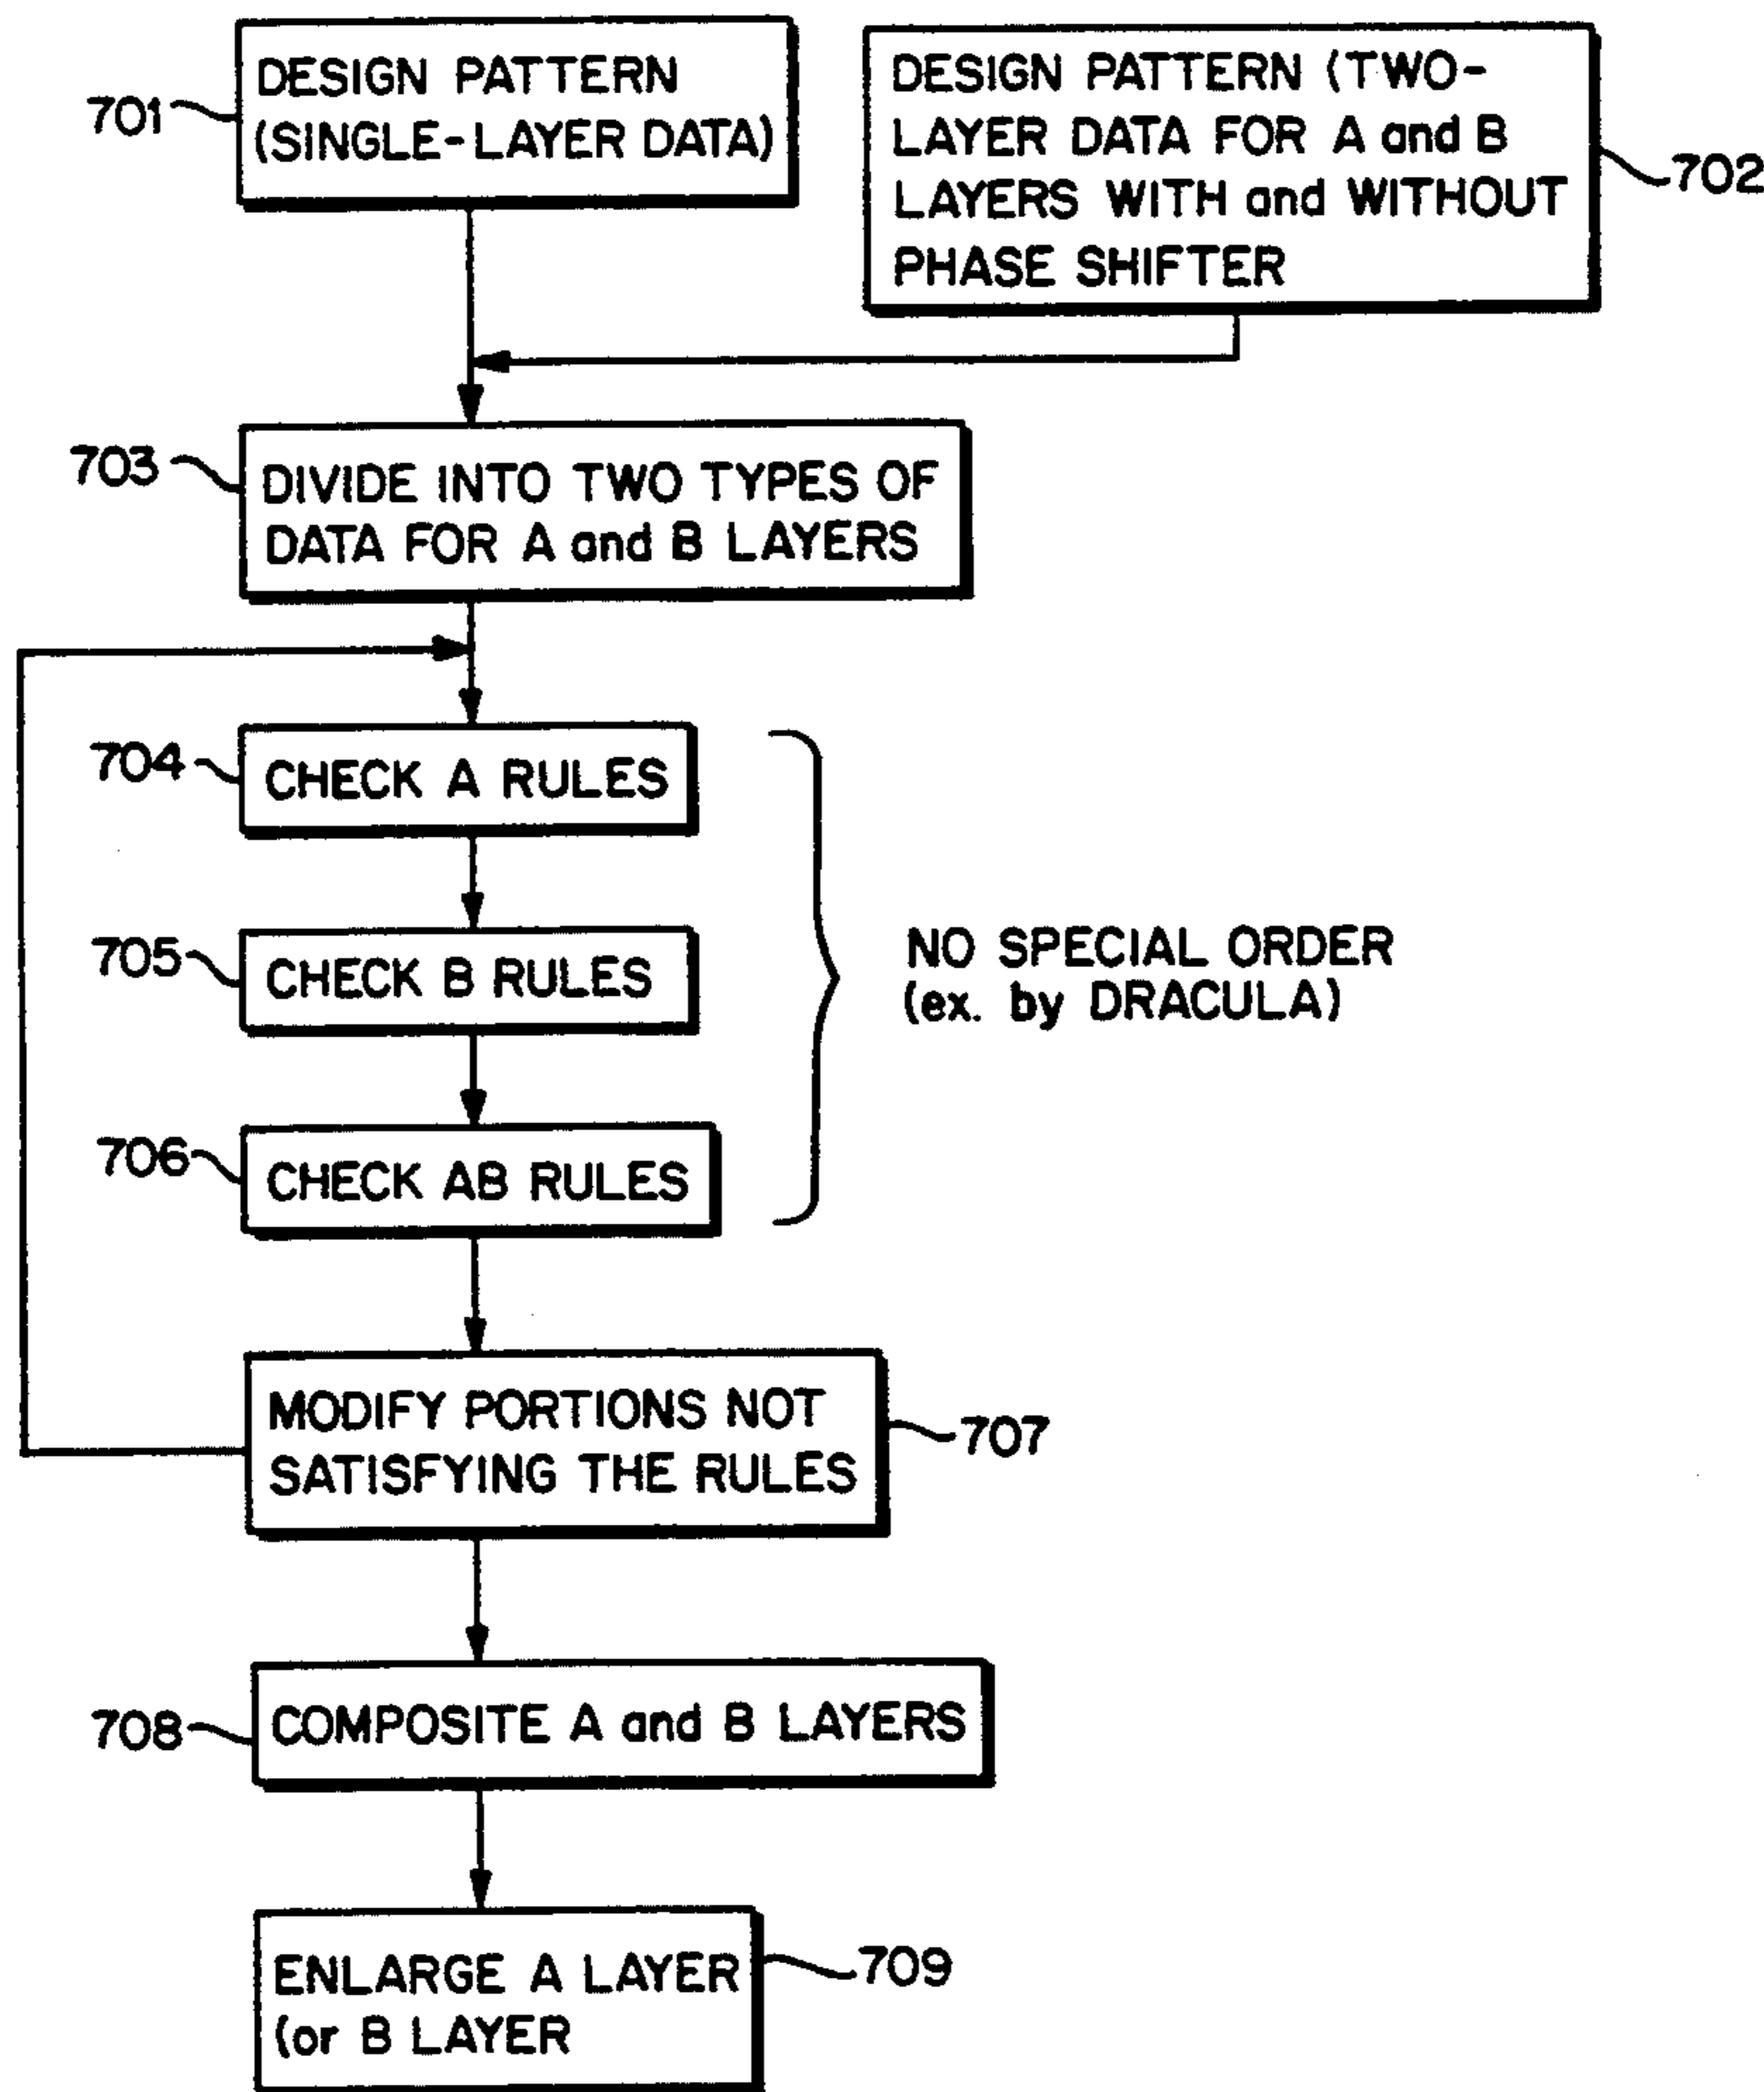 701
DESIGN PATTERN
(SINGLE-LAYER DATA)
DESIGN PATTERN (TWO-
LAYER DATA FOR A and B
LAYERS WITH and WITHOUT
PHASE SHIFTER
702
703
DIVIDE INTO TWO TYPES OF
DATA FOR A and B LAYERS
704
CHECK A RULES
705
CHECK B RULES
NO SPECIAL ORDER
(ex. by DRACULA)
706
CHECK AB RULES
MODIFY PORTIONS NOT
SATISFYING THE RULES
707
708
COMPOSITE A and B LAYERS
ENLARGE A LAYER
(or B LAYER
709